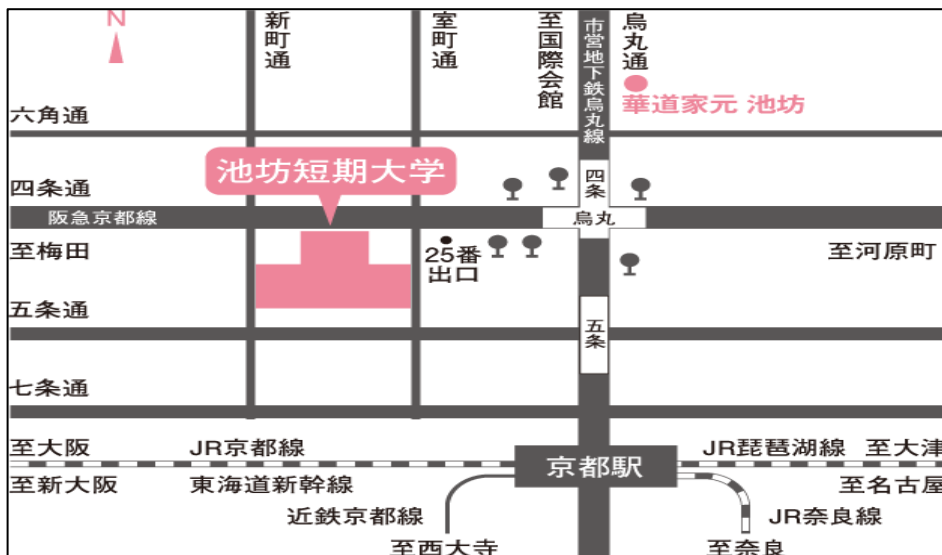 N
新町通
室町通
至国際会館
市営地下鉄烏丸線
烏丸通
華道家元 池坊
六角通
池坊短期大学
四条通
四条
阪急京都線
烏丸
至梅田
25番
出口
至河原町
五条通
五条
七条通
至大阪
JR京都線
JR琵琶湖線
至大津
京都駅
至新大阪
東海道新幹線
至名古屋
近鉄京都線
JR奈良線
至西大寺
至奈良